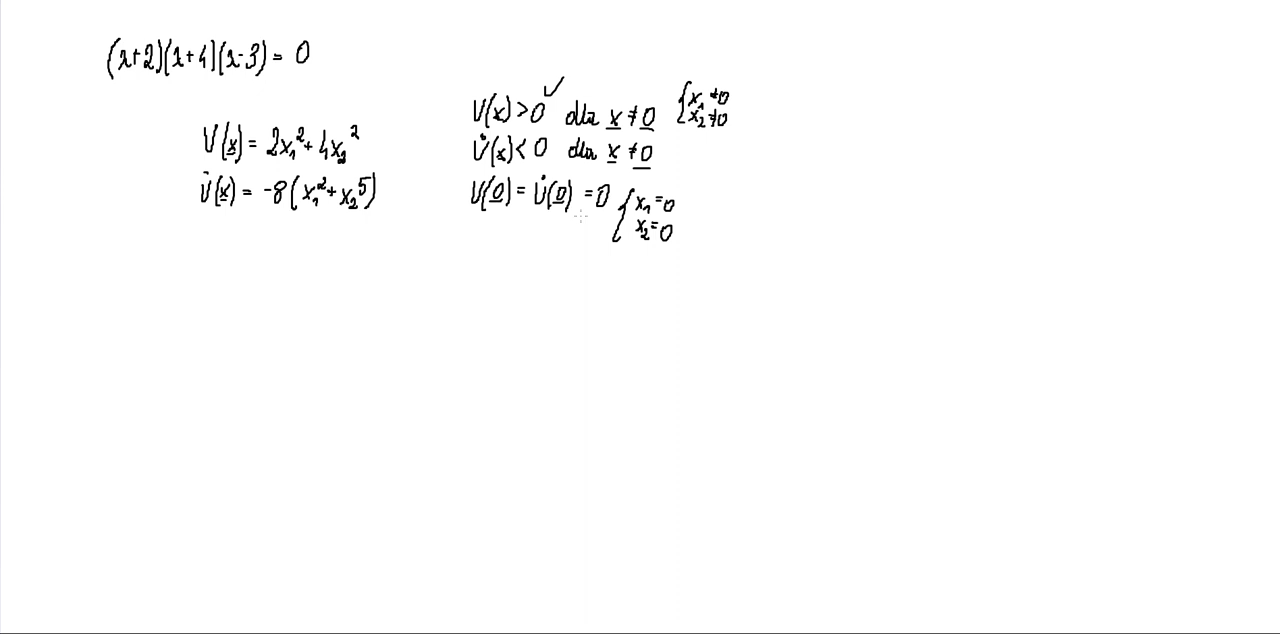 (λ+2)(λ+4)(λ-3) = 0
V(x) > 0 ✓ dla x ≠ 0 { x₁ ≠ 0
x₂ ≠ 0
V(x) = 2x₁² + 4x₂²
V̇(x) < 0 dla x ≠ 0
V̇(x) = -8(x₁² + x₂5)
V(0) = V̇(0) = 0 { x₁ = 0
x₂ = 0